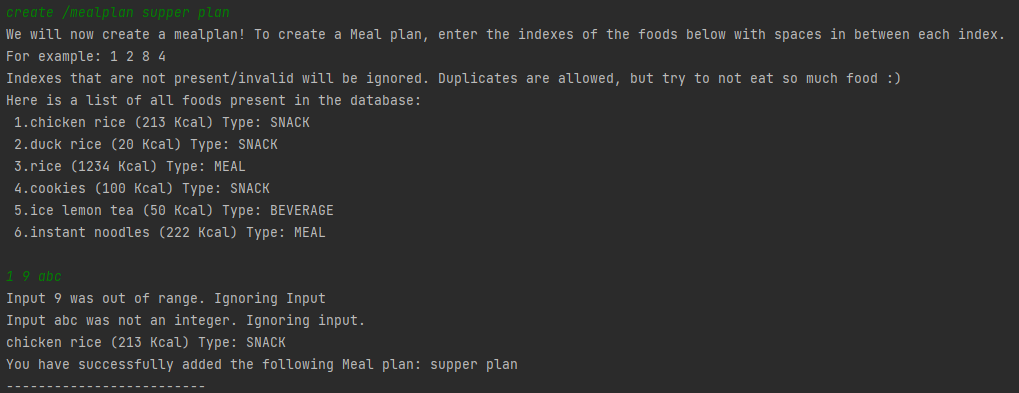 create /mealplan supper plan
We will now create a mealplan! To create a Meal plan, enter the indexes of the foods below with spaces in between each index.
For example: 1 2 8 4
Indexes that are not present/invalid will be ignored. Duplicates are allowed, but try to not eat so much food :)
Here is a list of all foods present in the database:
1.chicken rice (213 Kcal) Type: SNACK
2.duck rice (20 Kcal) Type: SNACK
3.rice (1234 Kcal) Type: MEAL
4.cookies (100 Kcal) Type: SNACK
5.ice lemon tea (50 Kcal) Type: BEVERAGE
6.instant noodles (222 Kcal) Type: MEAL
1 9 abc
Input 9 was out of range. Ignoring Input
Input abc was not an integer. Ignoring input.
chicken rice (213 Kcal) Type: SNACK
You have successfully added the following Meal plan: supper plan
-------------------------